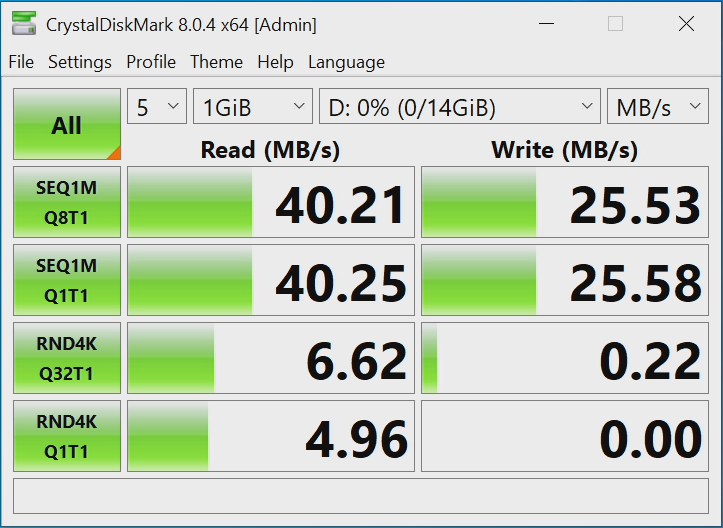 CrystalDiskMark 8.0.4 x64 [Admin]
File Settings Profile Theme Help Language
All 5 1GiB D: 0% (0/14GiB) MB/s
Read (MB/s) Write (MB/s)
SEQ1M
Q8T1 40.21 25.53
SEQ1M
Q1T1 40.25 25.58
RND4K
Q32T1 6.62 0.22
RND4K
Q1T1 4.96 0.00